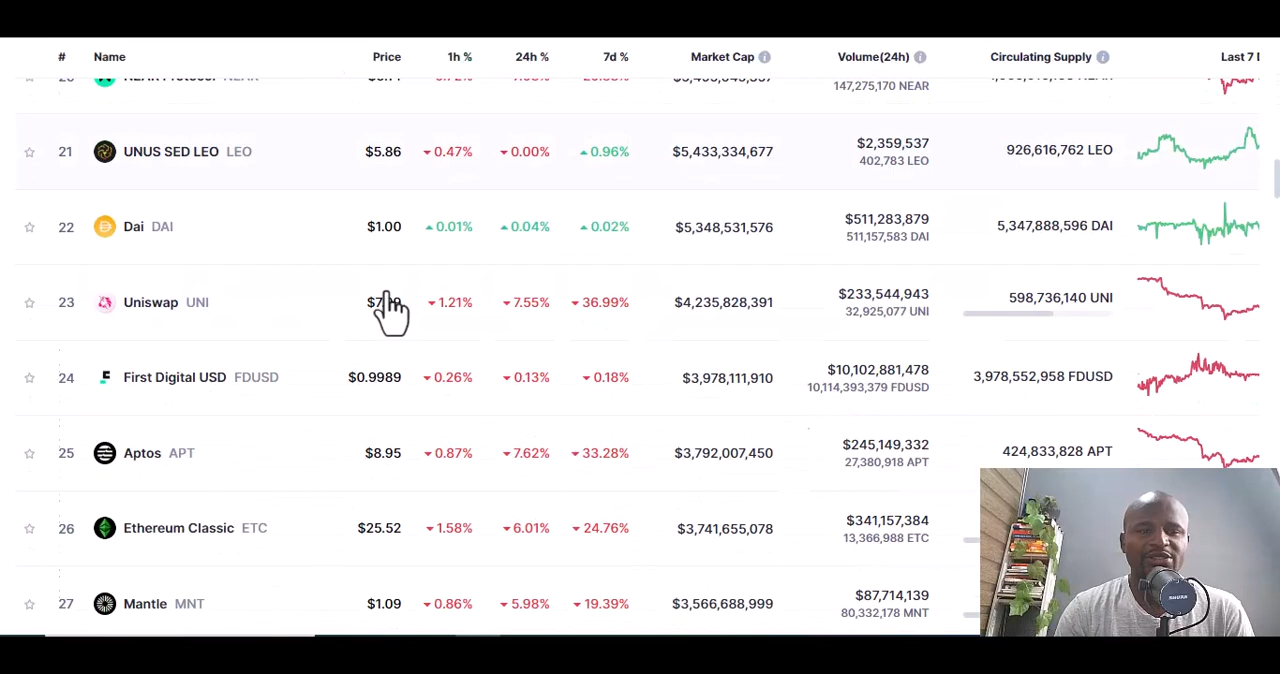 # Name Price 1h % 24h % 7d % Market Cap Volume(24h) Circulating Supply Last 7
147,275,170 NEAR
21 UNUS SED LEO LEO $5.86 0.47% 0.00% 0.96% $5,433,334,677 $2,359,537 926,616,762 LEO
402,783 LEO
22 Dai DAI $1.00 0.01% 0.04% 0.02% $5,348,531,576 $511,283,879 5,347,888,596 DAI
511,157,583 DAI
23 Uniswap UNI 1.21% 7.55% 36.99% $4,235,828,391 $233,544,943 598,736,140 UNI
32,925,077 UNI
24 First Digital USD FDUSD $0.9989 0.26% 0.13% 0.18% $3,978,111,910 $10,102,881,478 3,978,552,958 FDUSD
10,114,393,379 FDUSD
25 Aptos APT $8.95 0.87% 7.62% 33.28% $3,792,007,450 $245,149,332 424,833,828 APT
27,380,918 APT
26 Ethereum Classic ETC $25.52 1.58% 6.01% 24.76% $3,741,655,078 $341,157,384
13,366,988 ETC
27 Mantle MNT $1.09 0.86% 5.98% 19.39% $3,566,688,999 $87,714,139
80,332,178 MNT
SHURE